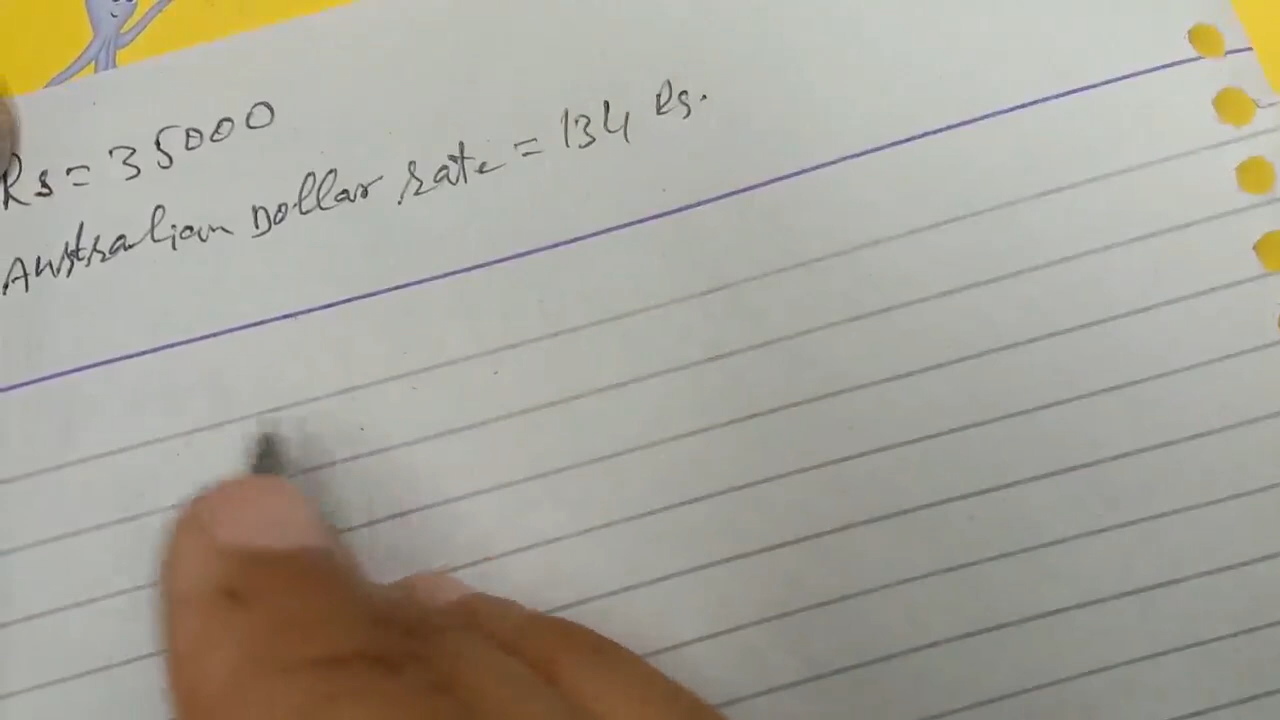 Rs = 35000
Australian Dollar rate = 134 Rs.